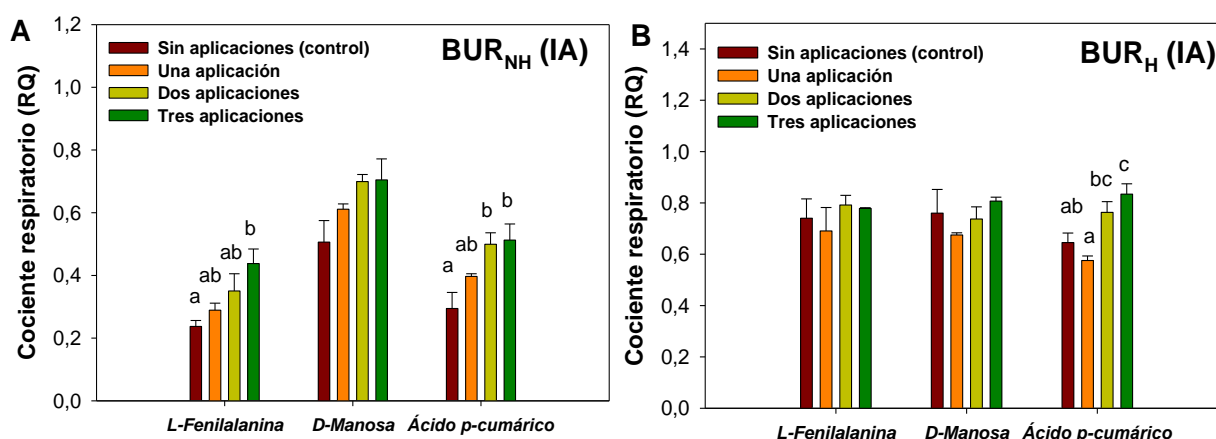 A
BUR_NH (IA)
Sin aplicaciones (control)
Una aplicación
Dos aplicaciones
Tres aplicaciones
Cociente respiratorio (RQ)
1,2
1,0
0,8
0,6
0,4
0,2
0,0
a
ab
ab
b
a
ab
b
b
L-Fenilalanina
D-Manosa
Ácido p-cumárico
B
BUR_H (IA)
Sin aplicaciones (control)
Una aplicación
Dos aplicaciones
Tres aplicaciones
Cociente respiratorio (RQ)
1,4
1,2
1,0
0,8
0,6
0,4
0,2
0,0
ab
a
bc
c
L-Fenilalanina
D-Manosa
Ácido p-cumárico